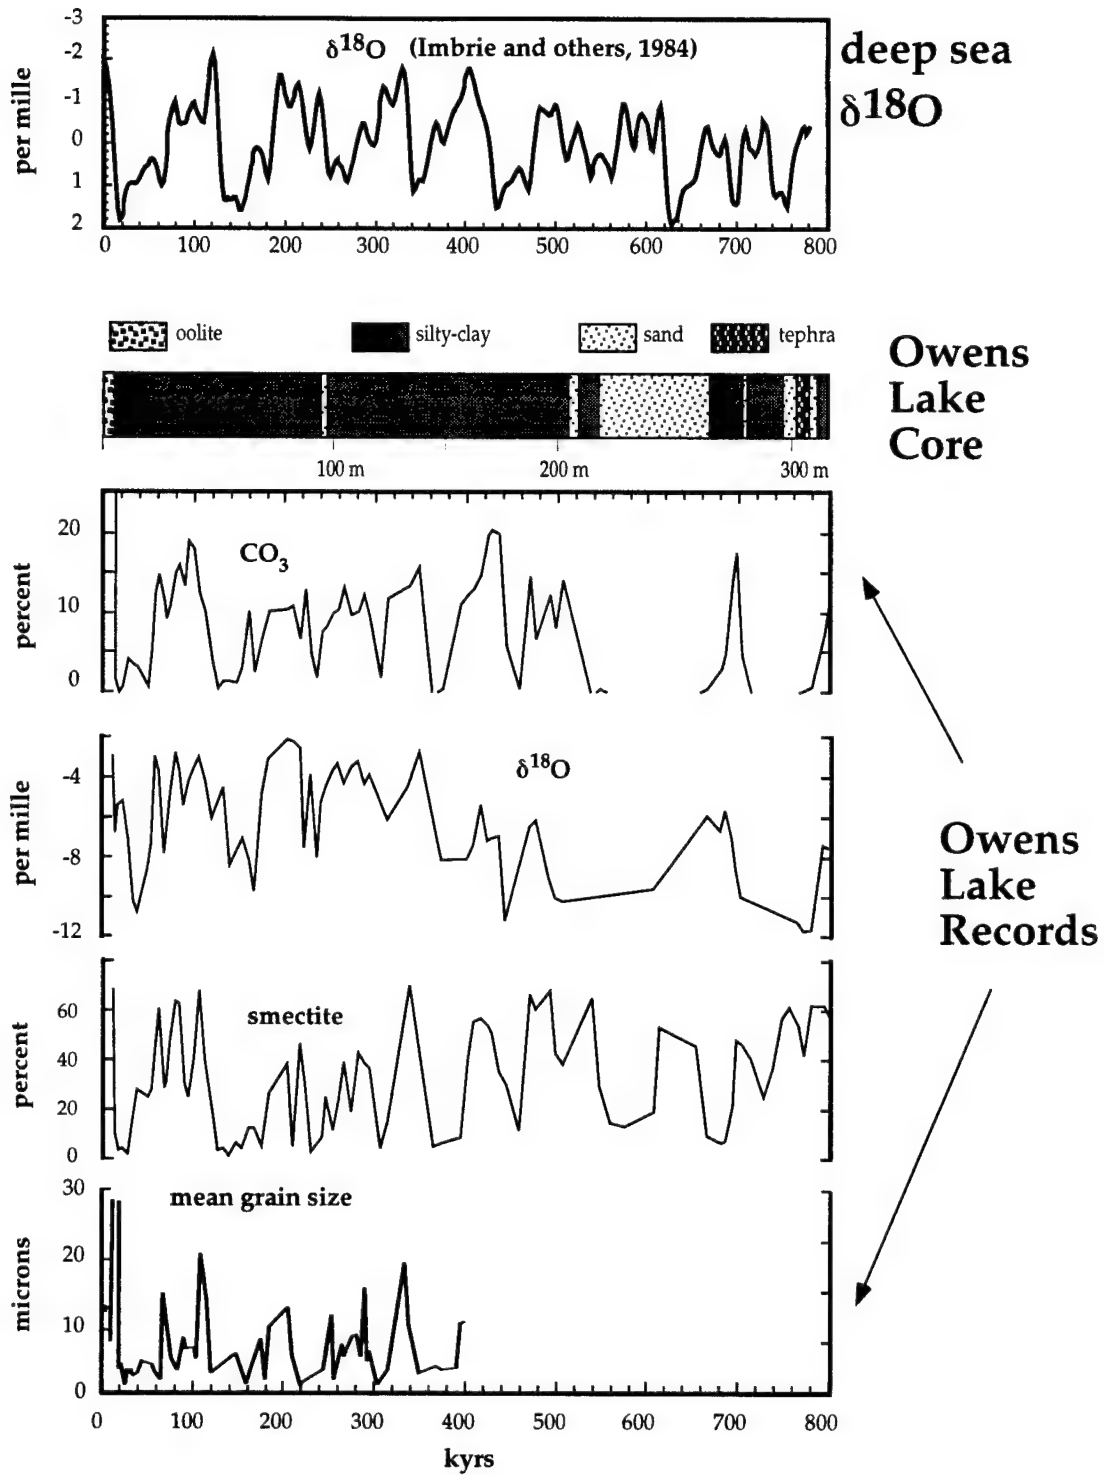 -3
-2
-1
0
1
2
per mille
δ18O (Imbrie and others, 1984)
deep sea
δ18O
0 100 200 300 400 500 600 700 800
oolite silty-clay sand tephra
Owens
Lake
Core
100 m 200 m 300 m
20
10
0
percent
CO3
-4
-8
-12
per mille
δ18O
Owens
Lake
Records
60
40
20
0
percent
smectite
30
20
10
0
microns
mean grain size
0 100 200 300 400 500 600 700 800
kyrs